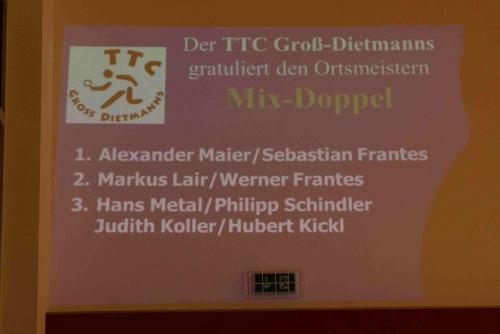 TTC
GROSS DIETMANNS
Der TTC Groß-Dietmanns
gratuliert den Ortsmeistern
Mix-Doppel
1. Alexander Maier/Sebastian Frantes
2. Markus Lair/Werner Frantes
3. Hans Metal/Philipp Schindler
Judith Koller/Hubert Kickl